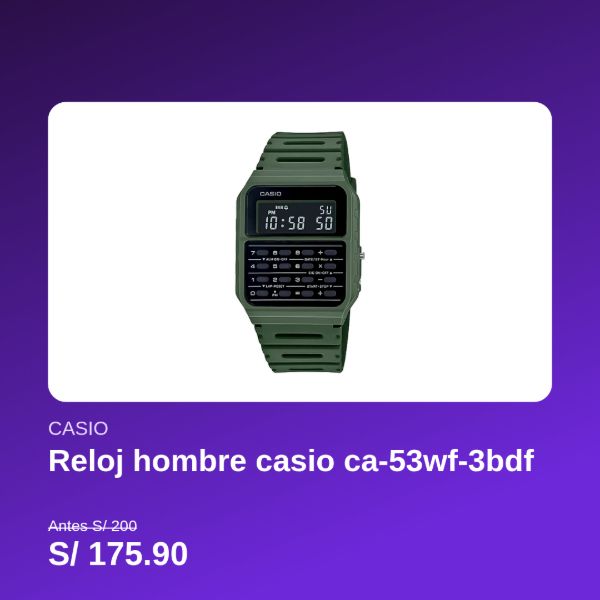 CASIO
PM
SU
10:58 50
CASIO
Reloj hombre casio ca-53wf-3bdf
Antes S/ 200
S/ 175.90